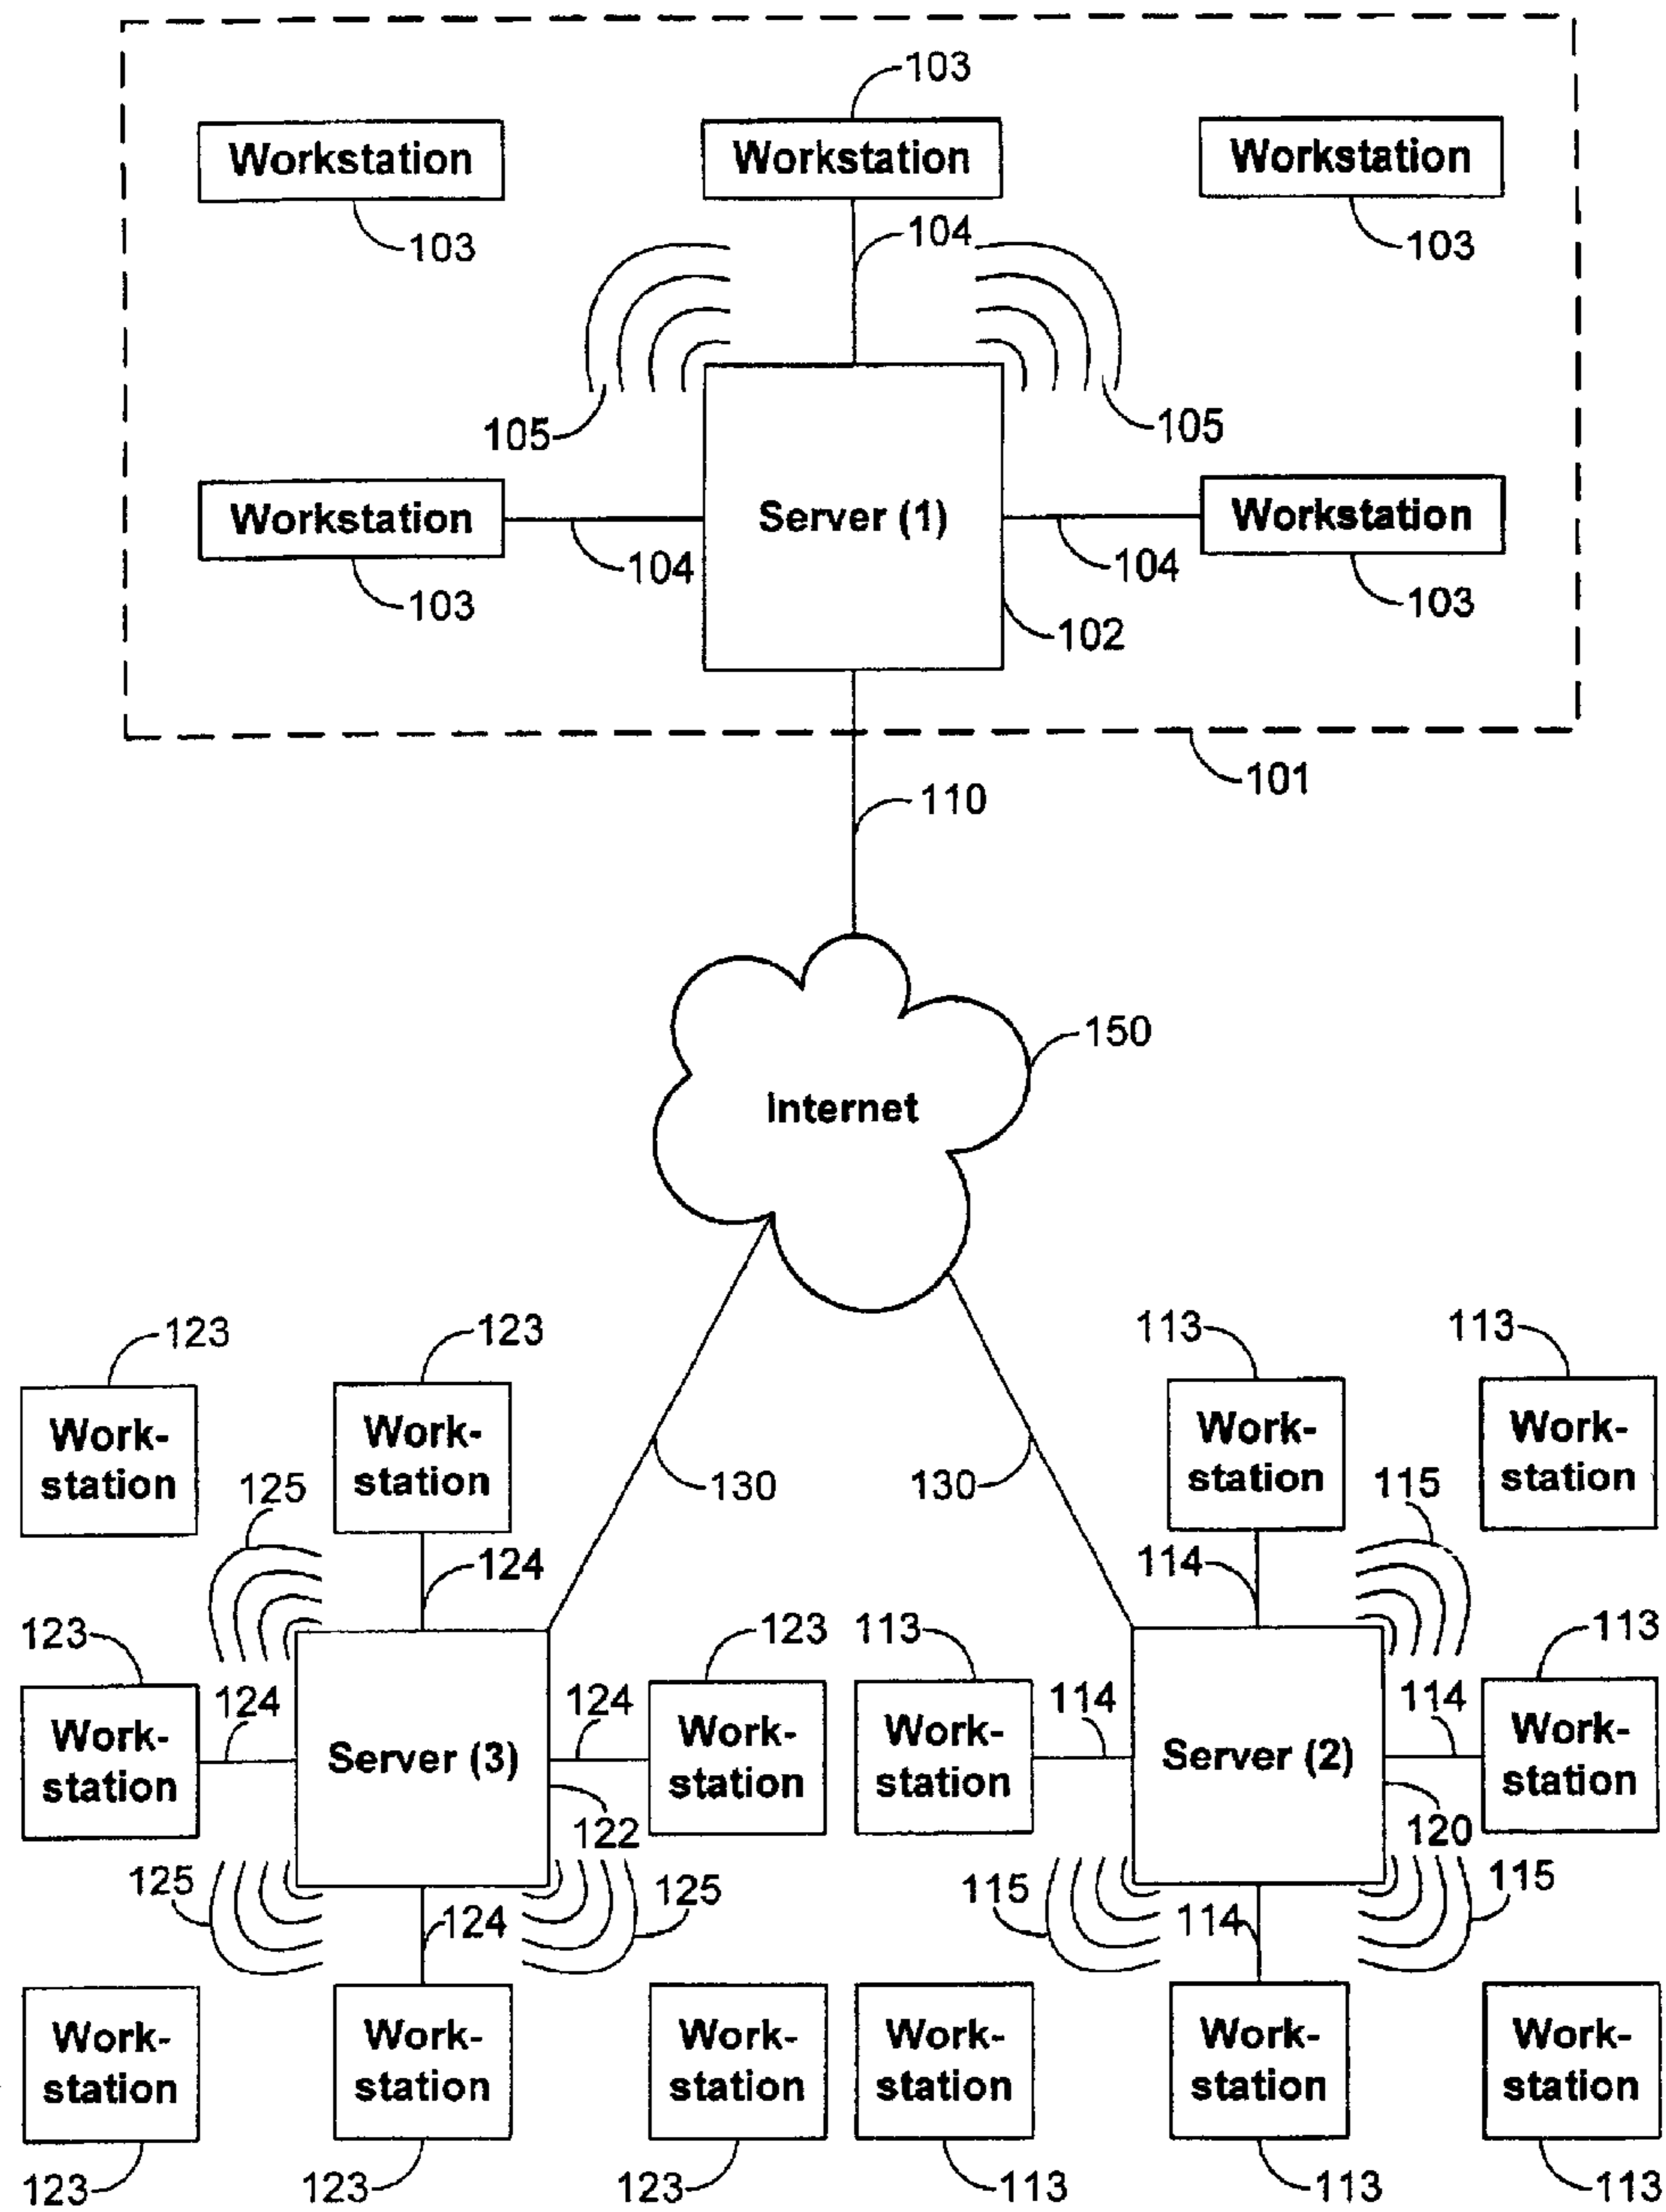 103
Workstation
Workstation
Workstation
103
104
103
105
105
Workstation
Server (1)
Workstation
104
104
103
103
102
101
110
150
Internet
123
123
113
113
Work-
station
Work-
station
Work-
station
Work-
station
125
130
130
115
124
114
123
123
113
113
124
124
114
114
Work-
station
Server (3)
Work-
station
Work-
station
Server (2)
Work-
station
122
120
125
125
115
115
124
114
Work-
station
Work-
station
Work-
station
Work-
station
Work-
station
Work-
station
123
123
123
113
113
113